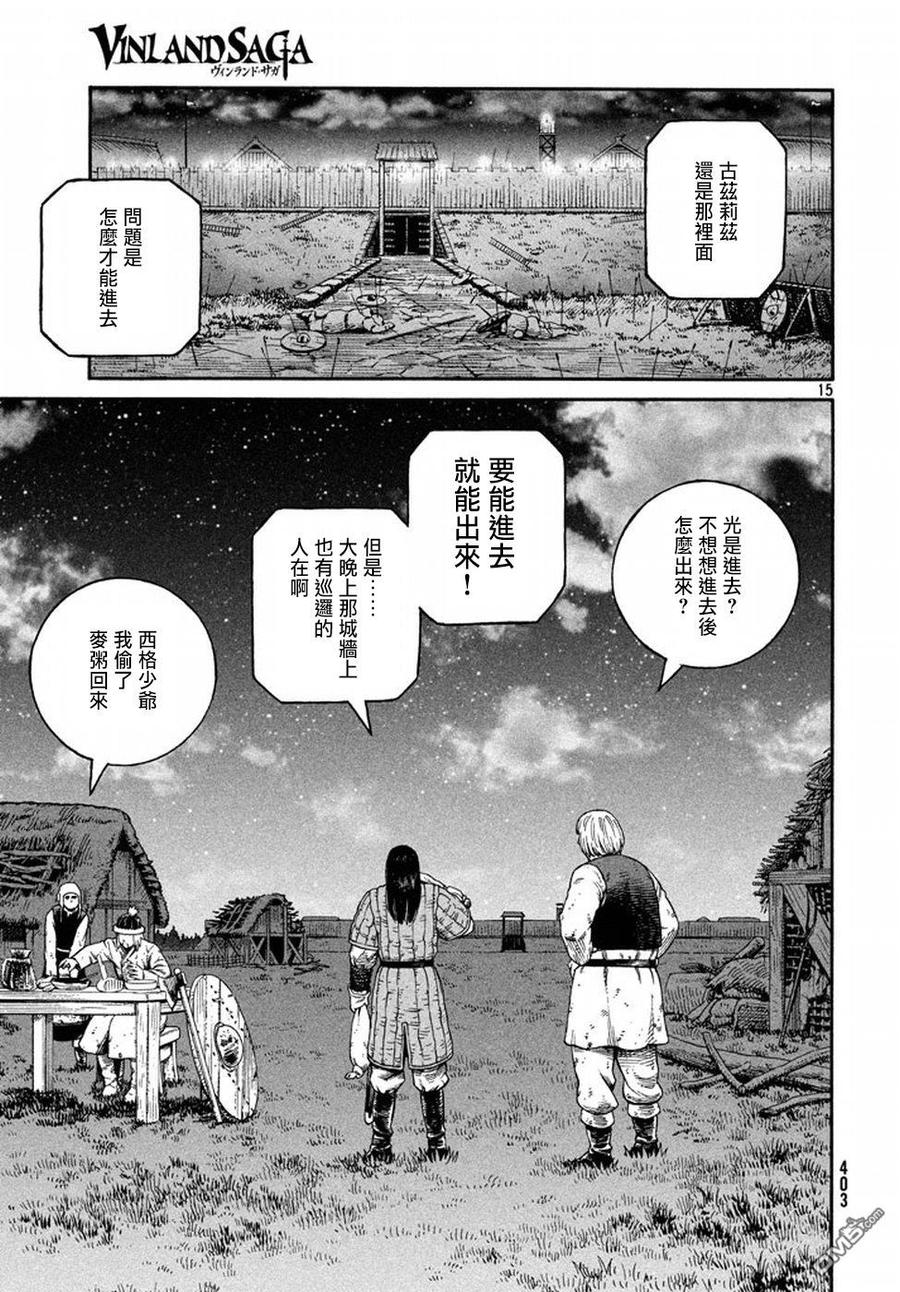 VINLAND SAGA
ヴィンランド・サガ
古茲莉茲
還是那裡面
問題是
怎麼才能進去
15
光是進去？
不想想進去後
怎麼出來？
要能進去
就能出來！
但是……
大晚上那城牆上
也有巡邏的
人在啊
西格少爺
我偷了
麥粥回來
403